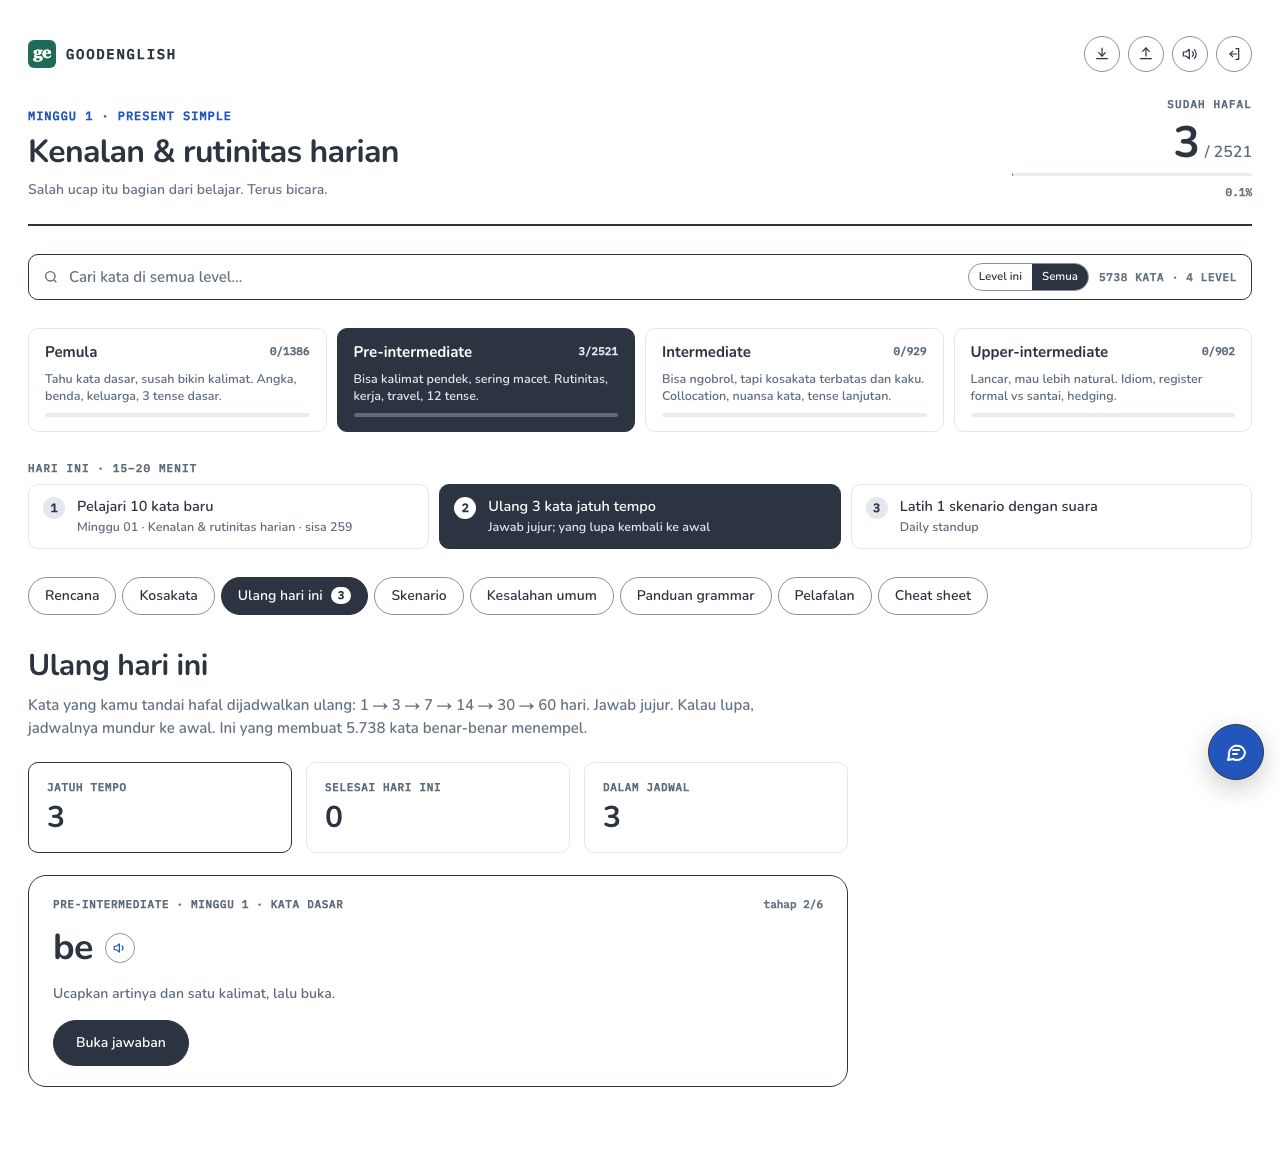 ge GOODENGLISH
MINGGU 1 · PRESENT SIMPLE
Kenalan & rutinitas harian
Salah ucap itu bagian dari belajar. Terus bicara.
SUDAH HAFAL
3 / 2521
0.1%
Cari kata di semua level...
Level ini Semua 5738 KATA · 4 LEVEL
Pemula 0/1386
Tahu kata dasar, susah bikin kalimat. Angka,
benda, keluarga, 3 tense dasar.
Pre-intermediate 3/2521
Bisa kalimat pendek, sering macet. Rutinitas,
kerja, travel, 12 tense.
Intermediate 0/929
Bisa ngobrol, tapi kosakata terbatas dan kaku.
Collocation, nuansa kata, tense lanjutan.
Upper-intermediate 0/902
Lancar, mau lebih natural. Idiom, register
formal vs santai, hedging.
HARI INI · 15–20 MENIT
1 Pelajari 10 kata baru
Minggu 01 · Kenalan & rutinitas harian · sisa 259
2 Ulang 3 kata jatuh tempo
Jawab jujur; yang lupa kembali ke awal
3 Latih 1 skenario dengan suara
Daily standup
Rencana Kosakata Ulang hari ini 3 Skenario Kesalahan umum Panduan grammar Pelafalan Cheat sheet
Ulang hari ini
Kata yang kamu tandai hafal dijadwalkan ulang: 1 → 3 → 7 → 14 → 30 → 60 hari. Jawab jujur. Kalau lupa,
jadwalnya mundur ke awal. Ini yang membuat 5.738 kata benar-benar menempel.
JATUH TEMPO
3
SELESAI HARI INI
0
DALAM JADWAL
3
PRE-INTERMEDIATE · MINGGU 1 · KATA DASAR tahap 2/6
be
Ucapkan artinya dan satu kalimat, lalu buka.
Buka jawaban